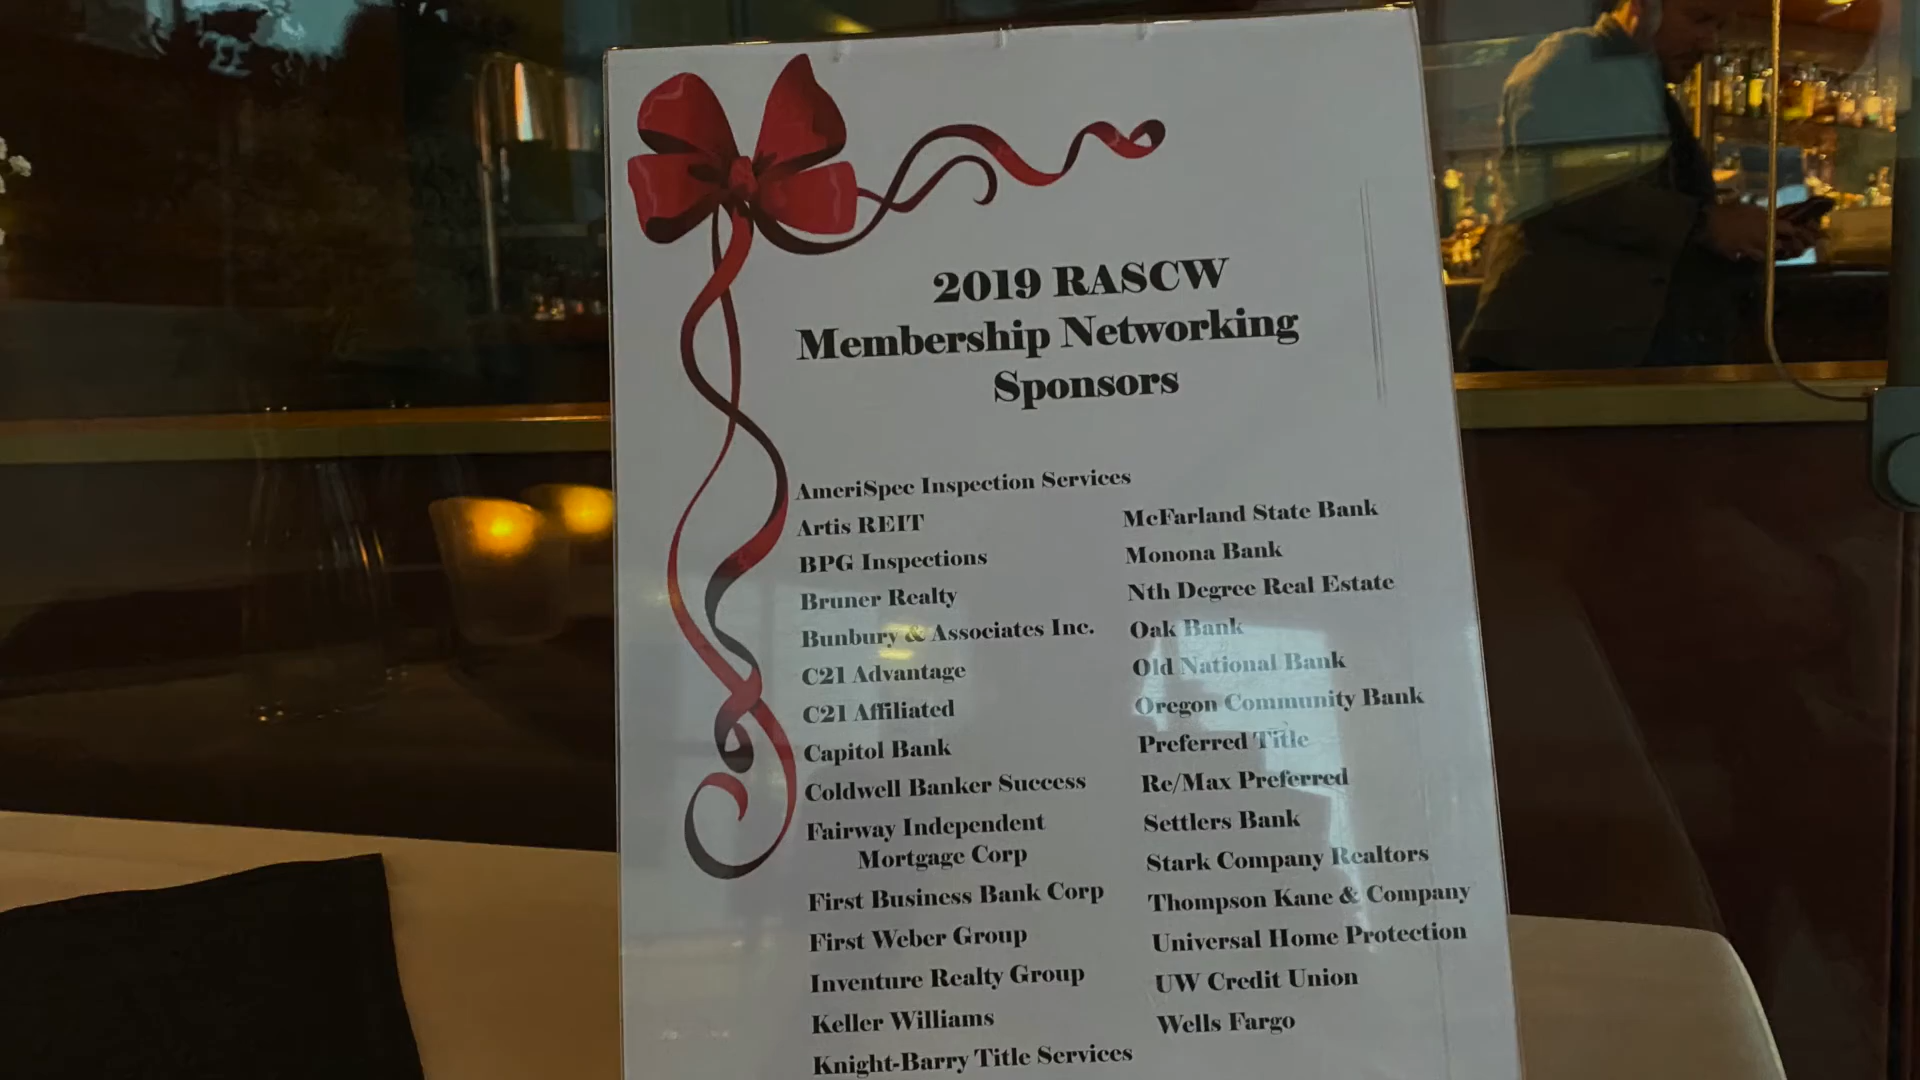 2019 RASCW
Membership Networking
Sponsors
AmeriSpec Inspection Services
Artis REIT
BPG Inspections
Bruner Realty
Bunbury & Associates Inc.
C21 Advantage
C21 Affiliated
Capitol Bank
Coldwell Banker Success
Fairway Independent
Mortgage Corp
First Business Bank Corp
First Weber Group
Inventure Realty Group
Keller Williams
Knight-Barry Title Services
McFarland State Bank
Monona Bank
Nth Degree Real Estate
Oak Bank
Old National Bank
Oregon Community Bank
Preferred Title
Re/Max Preferred
Settlers Bank
Stark Company Realtors
Thompson Kane & Company
Universal Home Protection
UW Credit Union
Wells Fargo